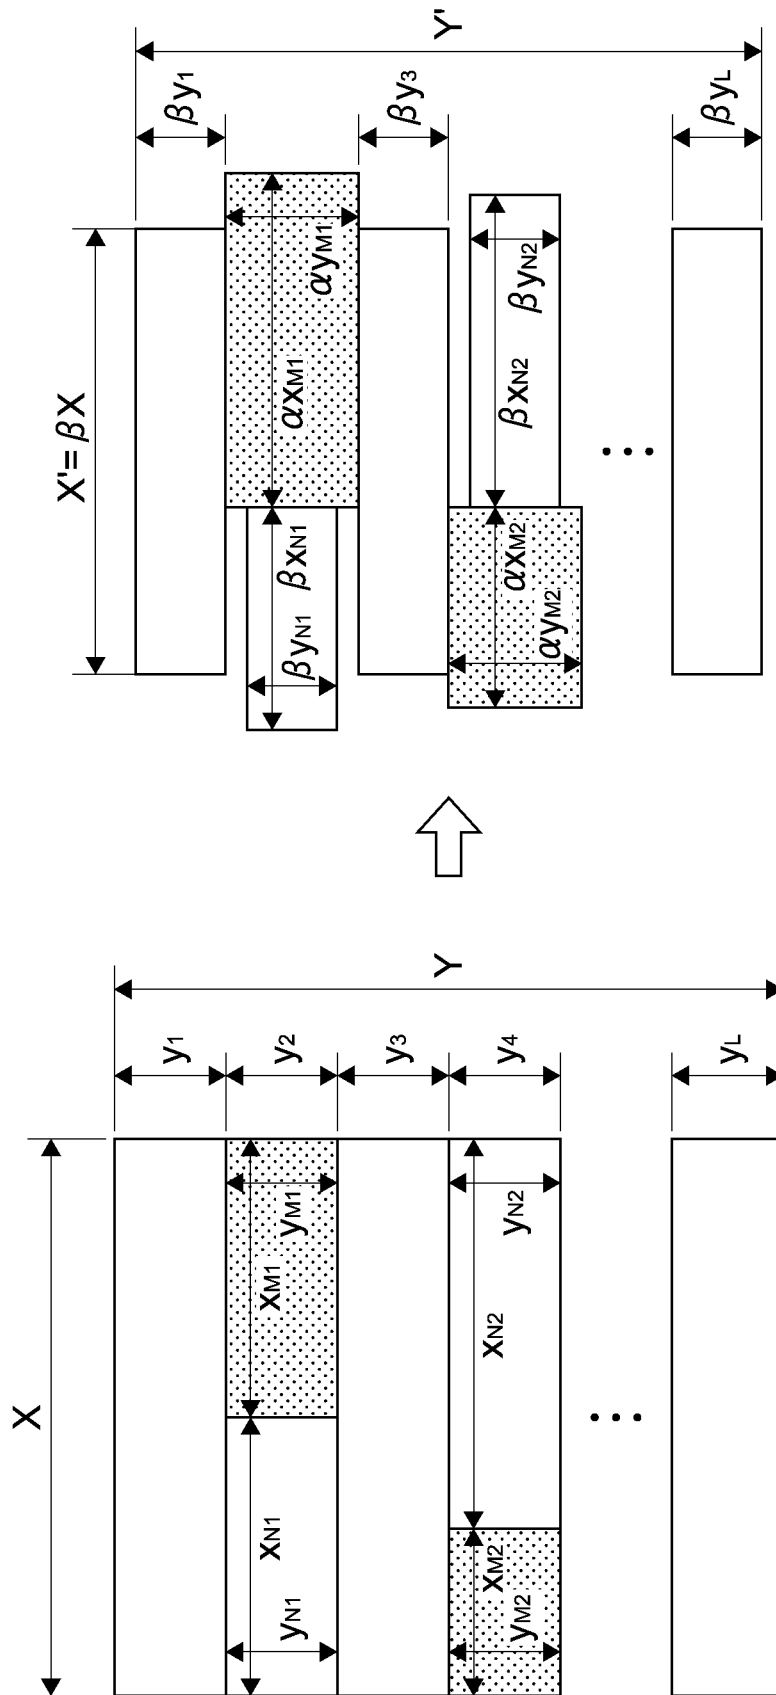 X
Y
y1
y2
y3
y4
yL
xN1
yN1
xM1
yM1
xM2
yM2
xN2
yN2
• • •
X'= βX
Y'
βy1
βy3
βyL
βxN1
βyN1
αxM1
αyM1
αxM2
αyM2
βxN2
βyN2
• • •